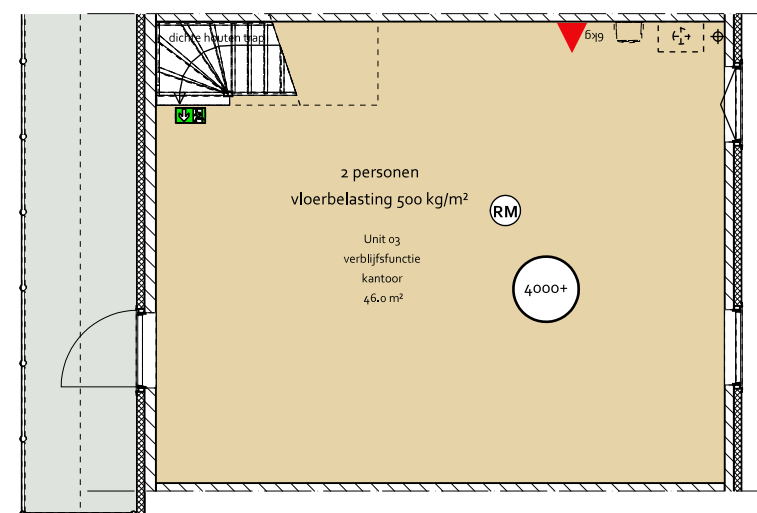 dichte houten trap
6kg
2 personen
vloerbelasting 500 kg/m²
RM
Unit 03
verblijfsfunctie
kantoor
46.0 m²
4000+